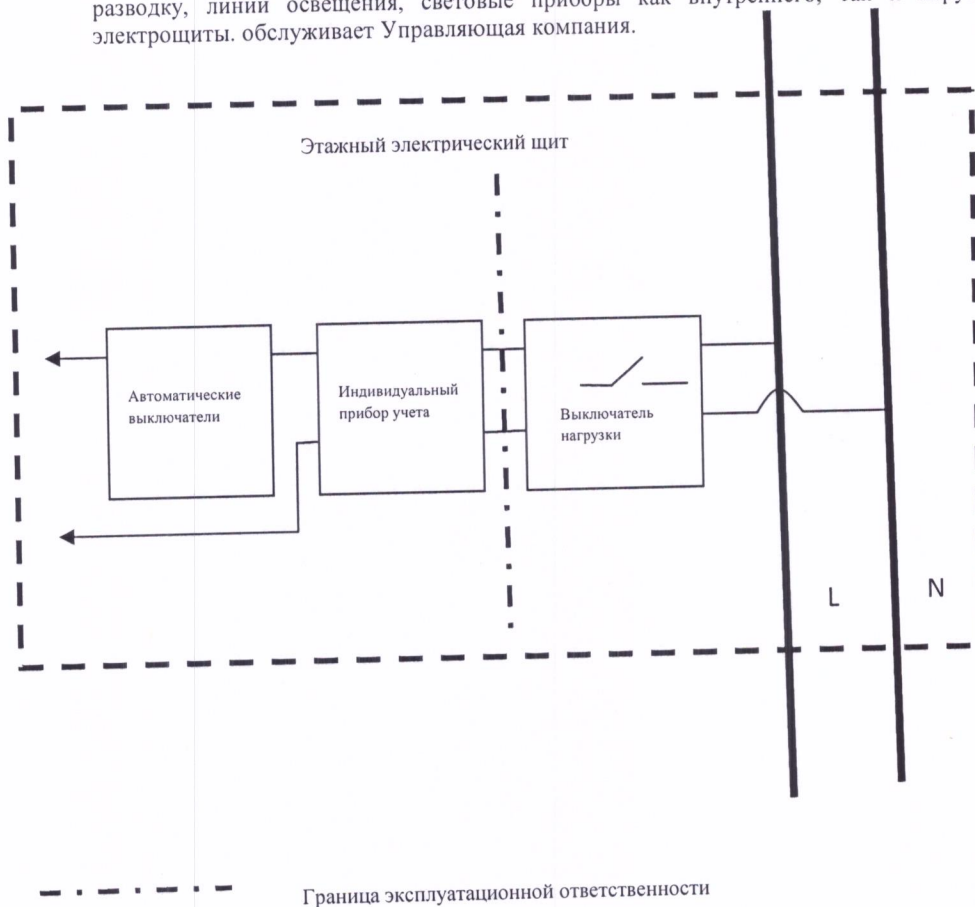 разводку, линии освещения, световые приборы как внутреннего, так и
электрощиты. обслуживает Управляющая компания.
Этажный электрический щит
Автоматические
выключатели
Индивидуальный
прибор учета
Выключатель
нагрузки
L
N
Граница эксплуатационной ответственности